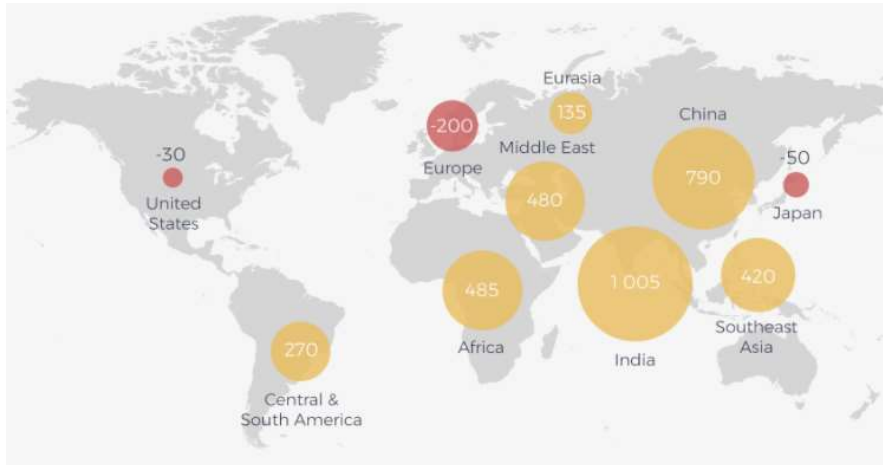 Eurasia
135
China
-200
Europe
Middle East
-30
United
States
480
790
-50
Japan
485
Africa
1 005
India
420
Southeast
Asia
270
Central &
South America